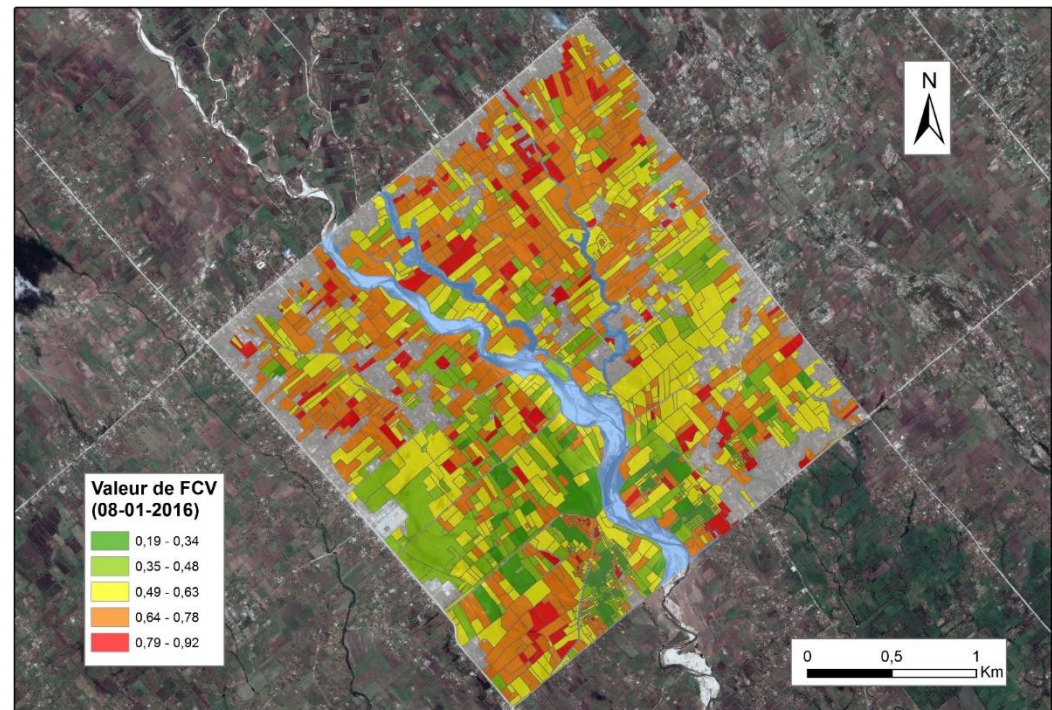 N
Valeur de FCV
(08-01-2016)
0,19 - 0,34
0,35 - 0,48
0,49 - 0,63
0,64 - 0,78
0,79 - 0,92
0 0,5 1
Km